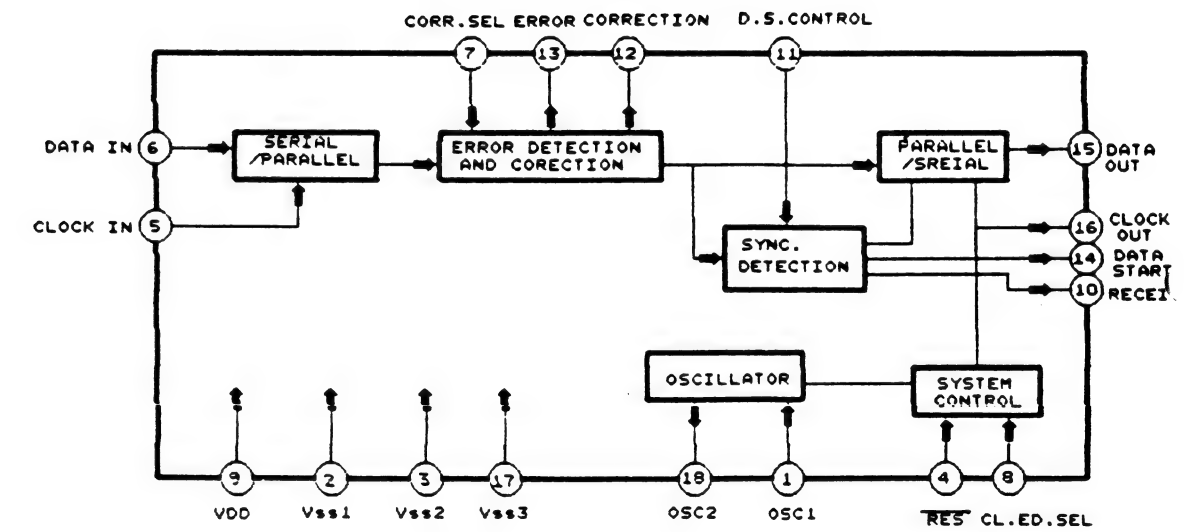 CORR.SEL ERROR CORRECTION D.S.CONTROL
7 13 12 11
DATA IN 6
SERIAL
/PARALLEL
ERROR DETECTION
AND CORECTION
PARALLEL
/SREIAL
15 DATA
OUT
CLOCK IN 5
16 CLOCK
OUT
SYNC.
DETECTION
14 DATA
START
10 RECEI
OSCILLATOR
SYSTEM
CONTROL
9 2 3 17 18 1 4 8
VDD Vss1 Vss2 Vss3 OSC2 OSC1 RES CL.ED.SEL